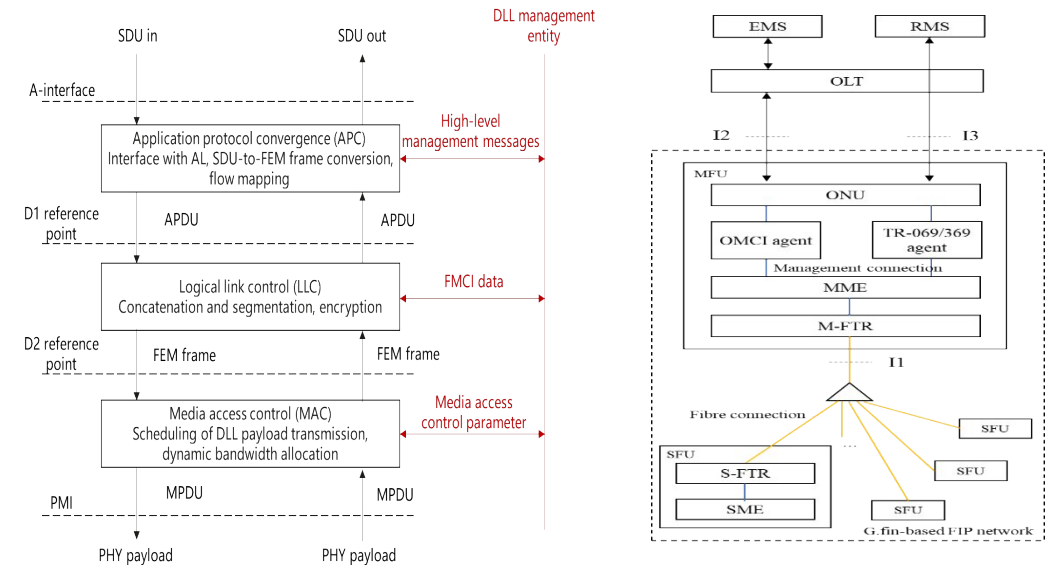 DLL management
entity
SDU in
SDU out
A-interface
Application protocol convergence (APC)
Interface with AL, SDU-to-FEM frame conversion,
flow mapping
High-level
management messages
D1 reference
point
APDU
APDU
Logical link control (LLC)
Concatenation and segmentation, encryption
FMCI data
D2 reference
point
FEM frame
FEM frame
Media access control (MAC)
Scheduling of DLL payload transmission,
dynamic bandwidth allocation
Media access
control parameter
MPDU
MPDU
PMI
PHY payload
PHY payload
EMS
RMS
OLT
I2
I3
MFU
ONU
OMCI agent
TR-069/369
agent
Management connection
MME
M-FTR
I1
Fibre connection
...
SFU
SFU
SFU
SFU
S-FTR
SME
G.fin-based FIP network